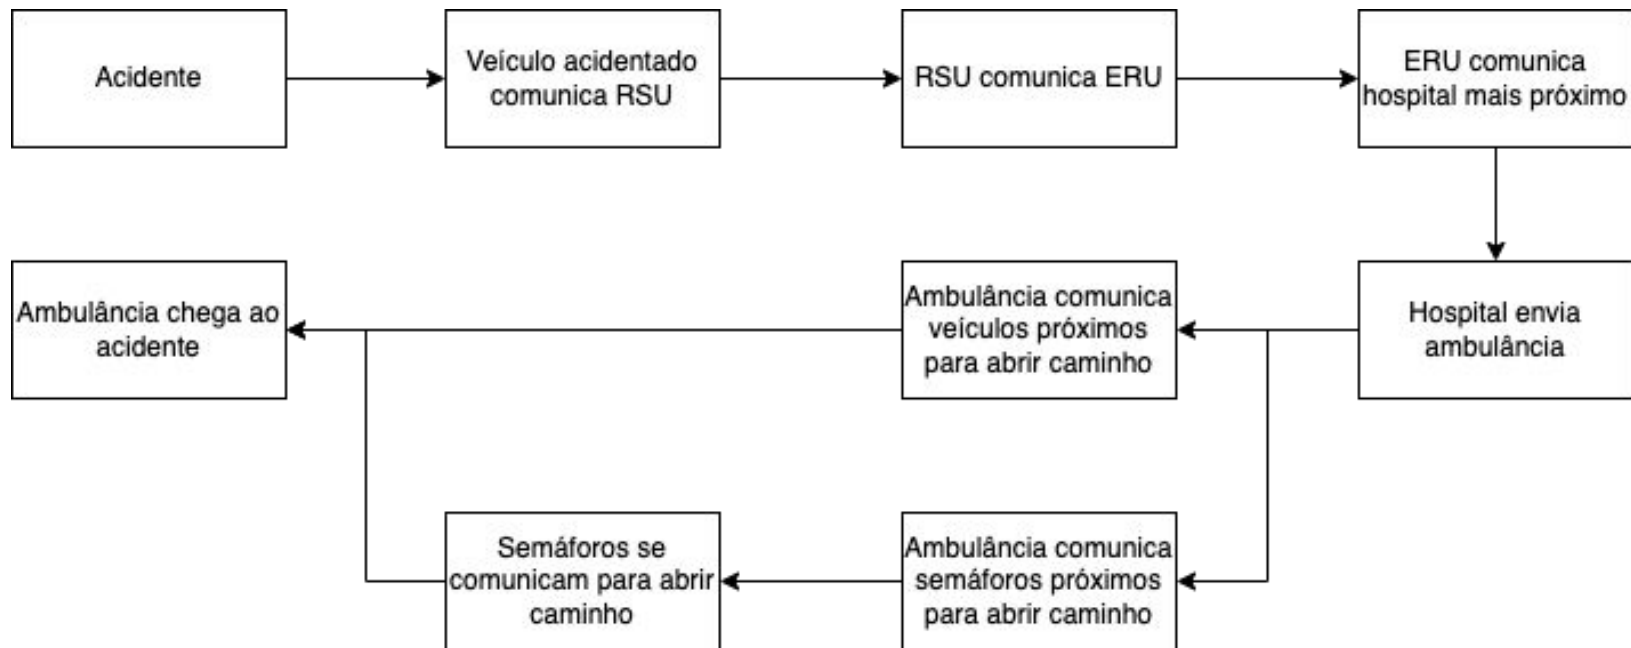 Acidente
Veículo acidentado
comunica RSU
RSU comunica ERU
ERU comunica
hospital mais próximo
Hospital envia
ambulância
Ambulância comunica
veículos próximos
para abrir caminho
Ambulância chega ao
acidente
Ambulância comunica
semáforos próximos
para abrir caminho
Semáforos se
comunicam para abrir
caminho